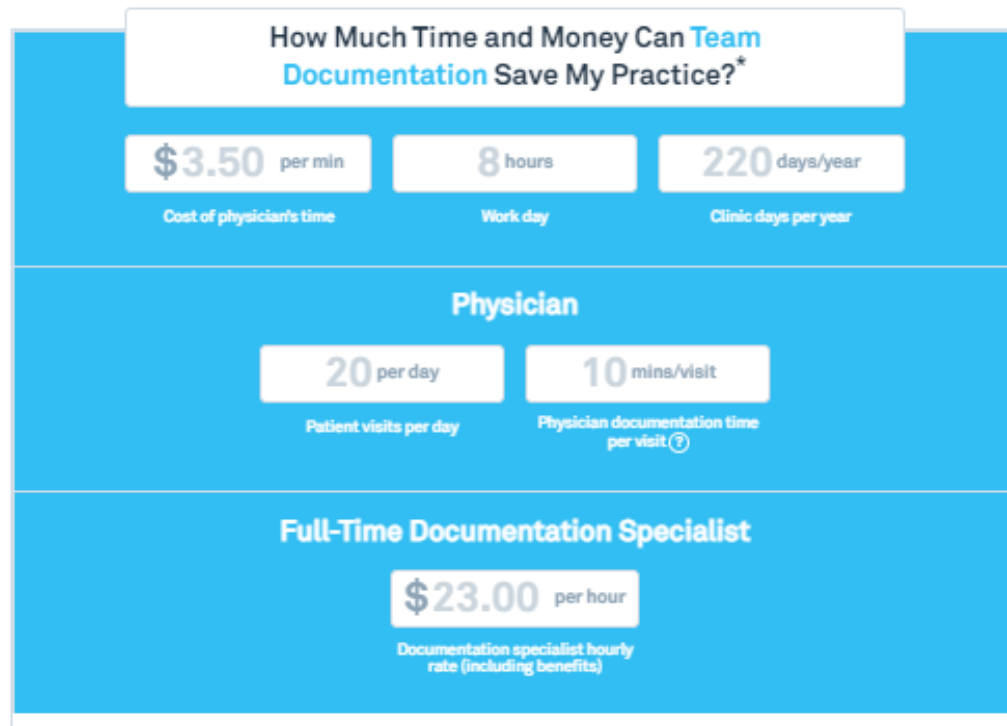 How Much Time and Money Can Team
Documentation Save My Practice?*
$3.50 per min
8 hours
220 days/year
Cost of physician's time
Work day
Clinic days per year
Physician
20 per day
10 mins/visit
Patient visits per day
Physician documentation time
per visit ?
Full-Time Documentation Specialist
$23.00 per hour
Documentation specialist hourly
rate (including benefits)